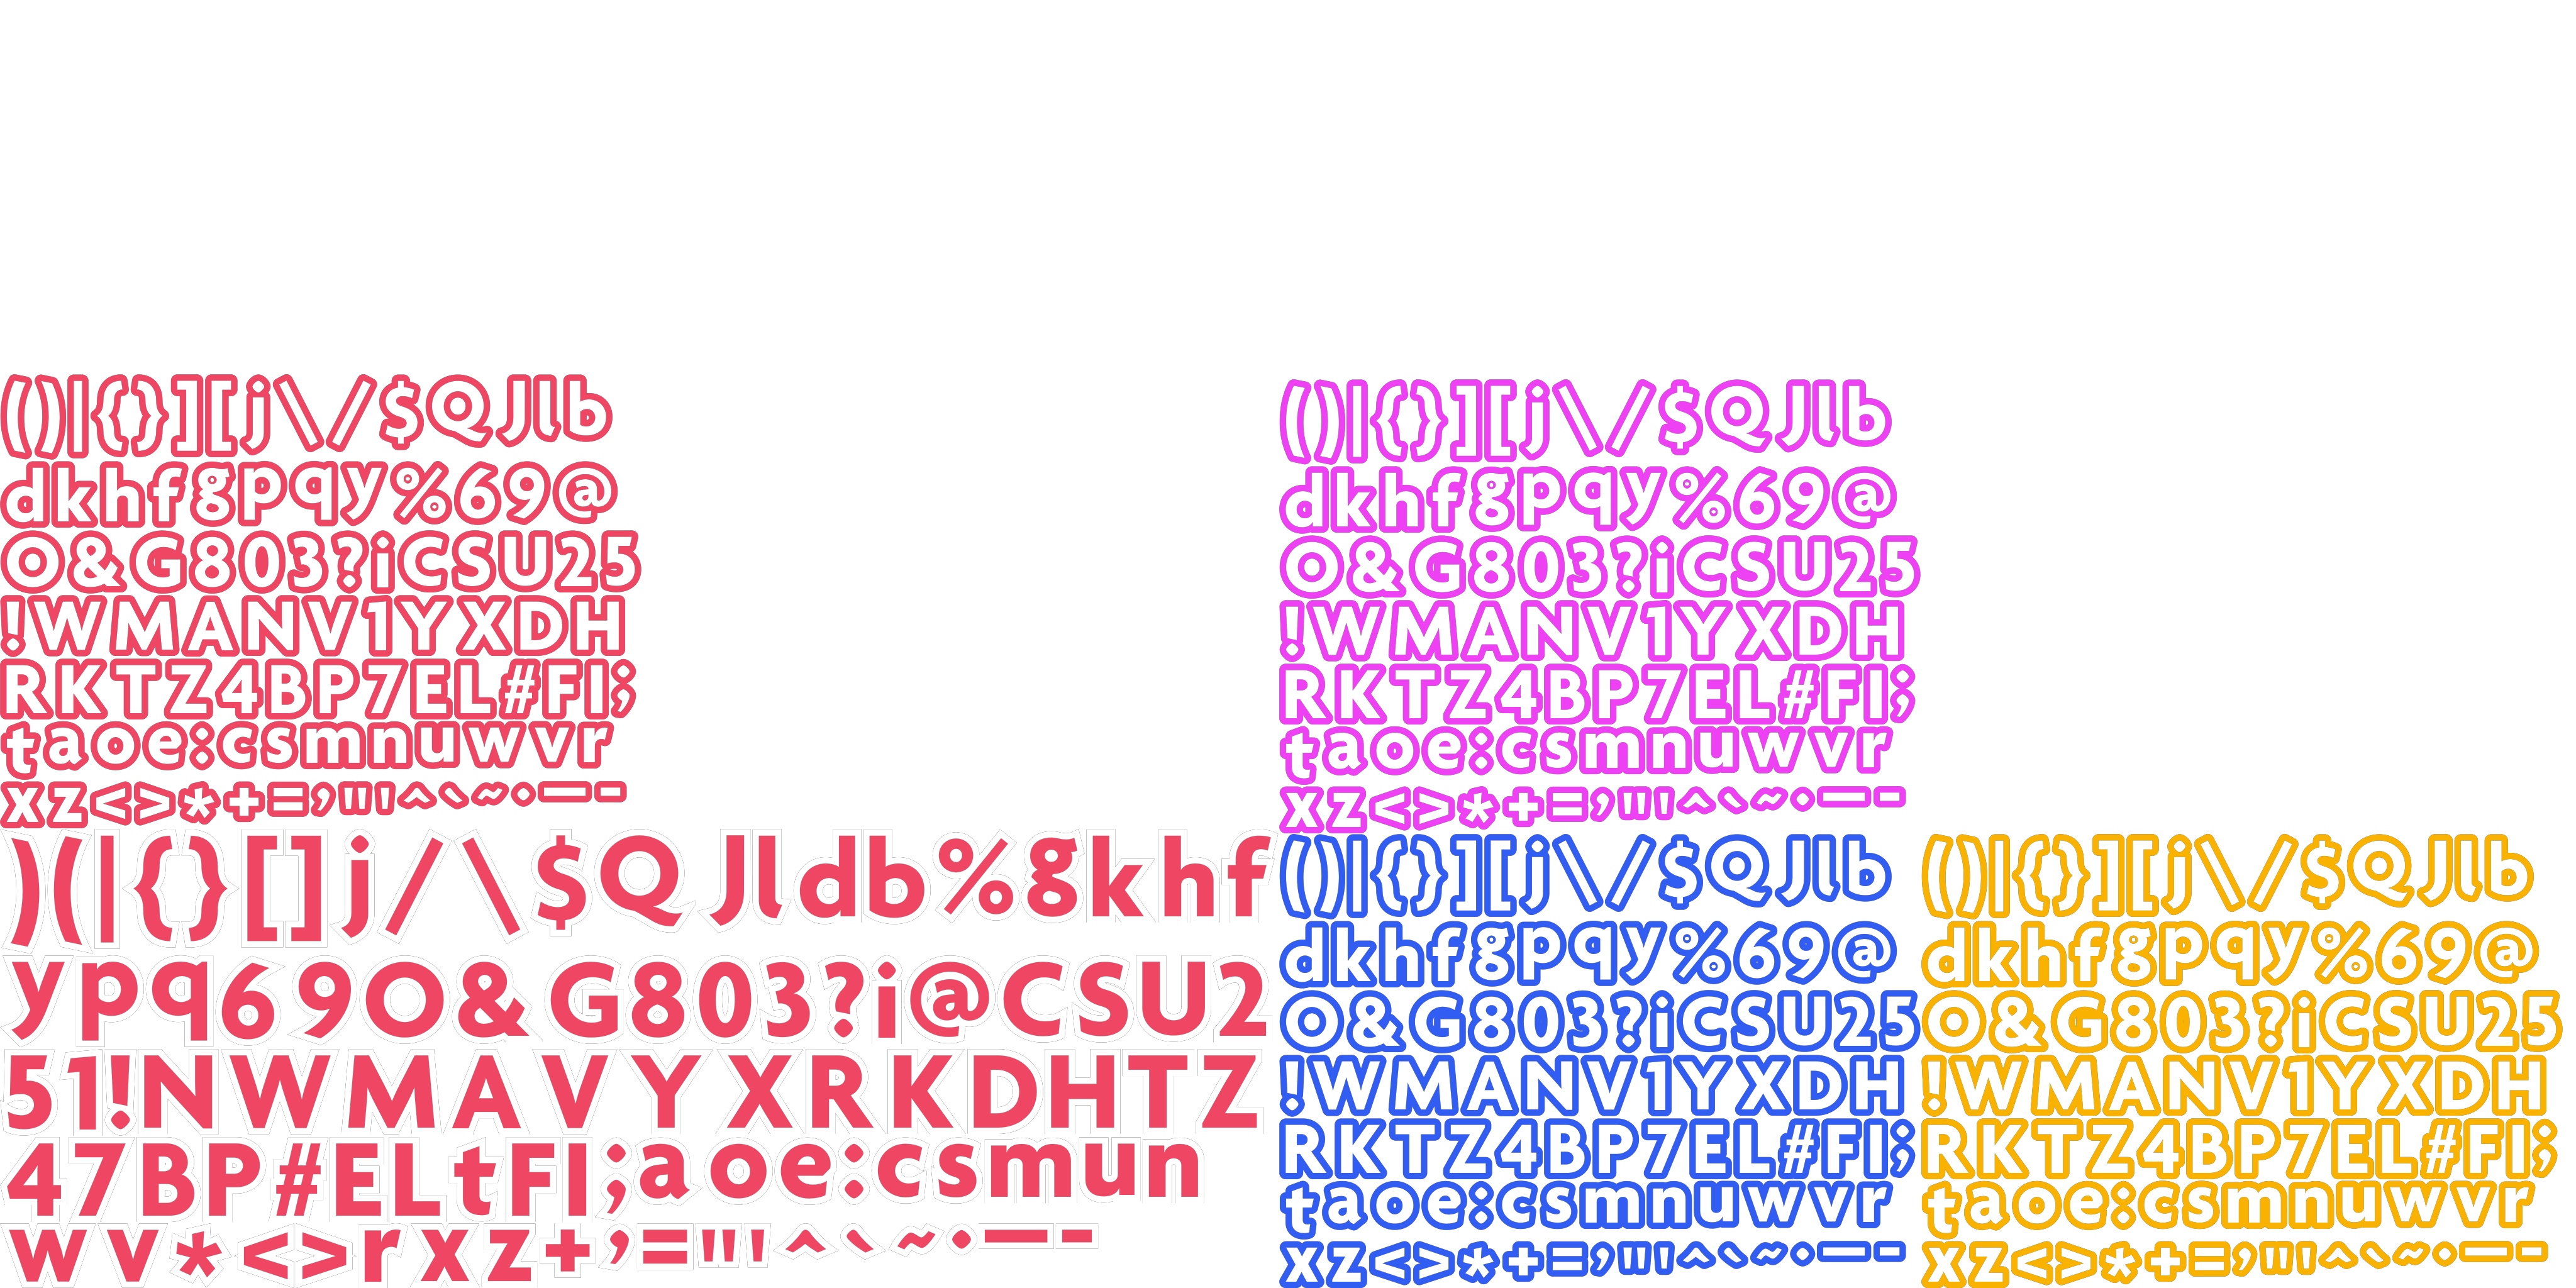 ()|{}][j\/$QJlb
dkhfgpqy%69@
O&G803?iCSU25
!WMANV1YXDH
RKTZ4BP7EL#FI;
taoe:csmnuwvr
xz<>*+=,"'^`~.—-
)(|{}[]j/\$QJldb%gkhf
ypq69O&G803?i@CSU2
51!NWMAVYXRKDHTZ
47BP#ELtFI;aoe:csmun
wv*<>rxz+,="'^`~.—-
()|{}][j\/$QJlb
dkhfgpqy%69@
O&G803?iCSU25
!WMANV1YXDH
RKTZ4BP7EL#FI;
taoe:csmnuwvr
xz<>*+=,"'^`~.—-
()|{}][j\/$QJlb
dkhfgpqy%69@
O&G803?iCSU25
!WMANV1YXDH
RKTZ4BP7EL#FI;
taoe:csmnuwvr
xz<>*+=,"'^`~.—-
()|{}][j\/$QJlb
dkhfgpqy%69@
O&G803?iCSU25
!WMANV1YXDH
RKTZ4BP7EL#FI;
taoe:csmnuwvr
xz<>*+=,"'^`~.—-